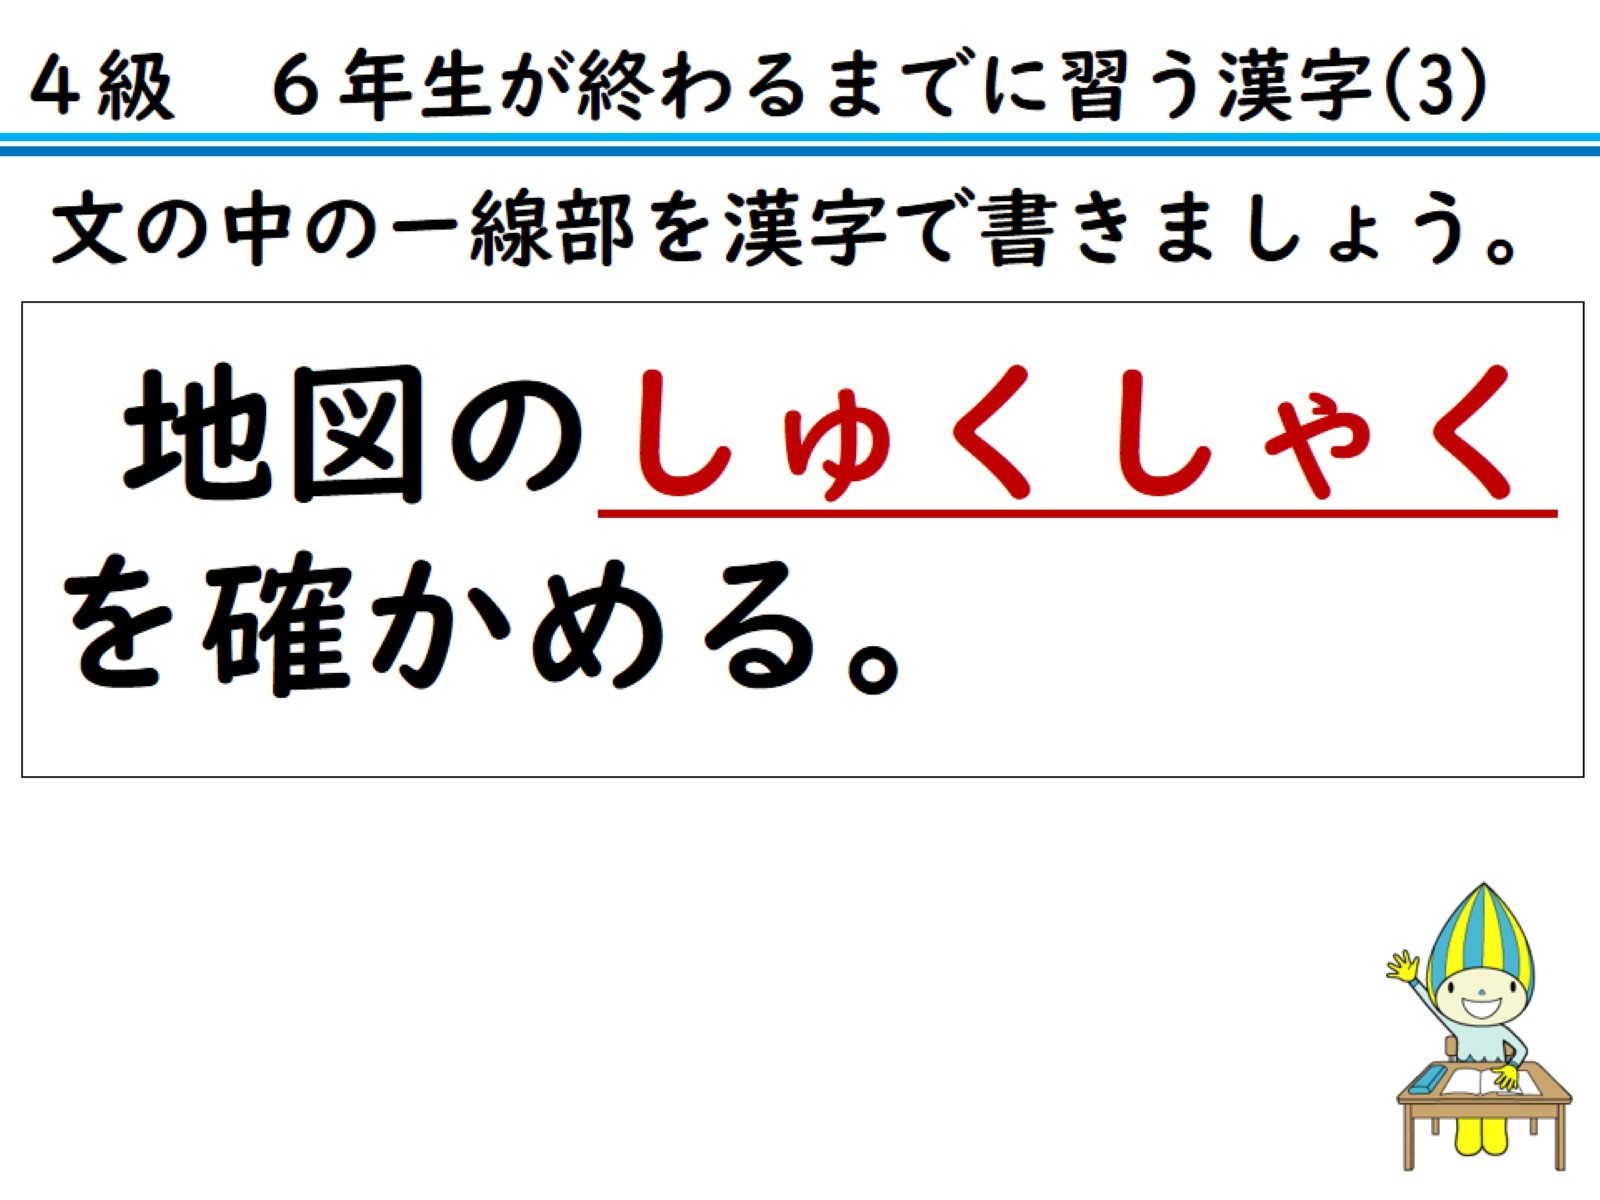 ４級　６年生が終わるまでに習う漢字(3)
文の中の一線部を漢字で書きましょう。
地図のしゅくしゃく
を確かめる。